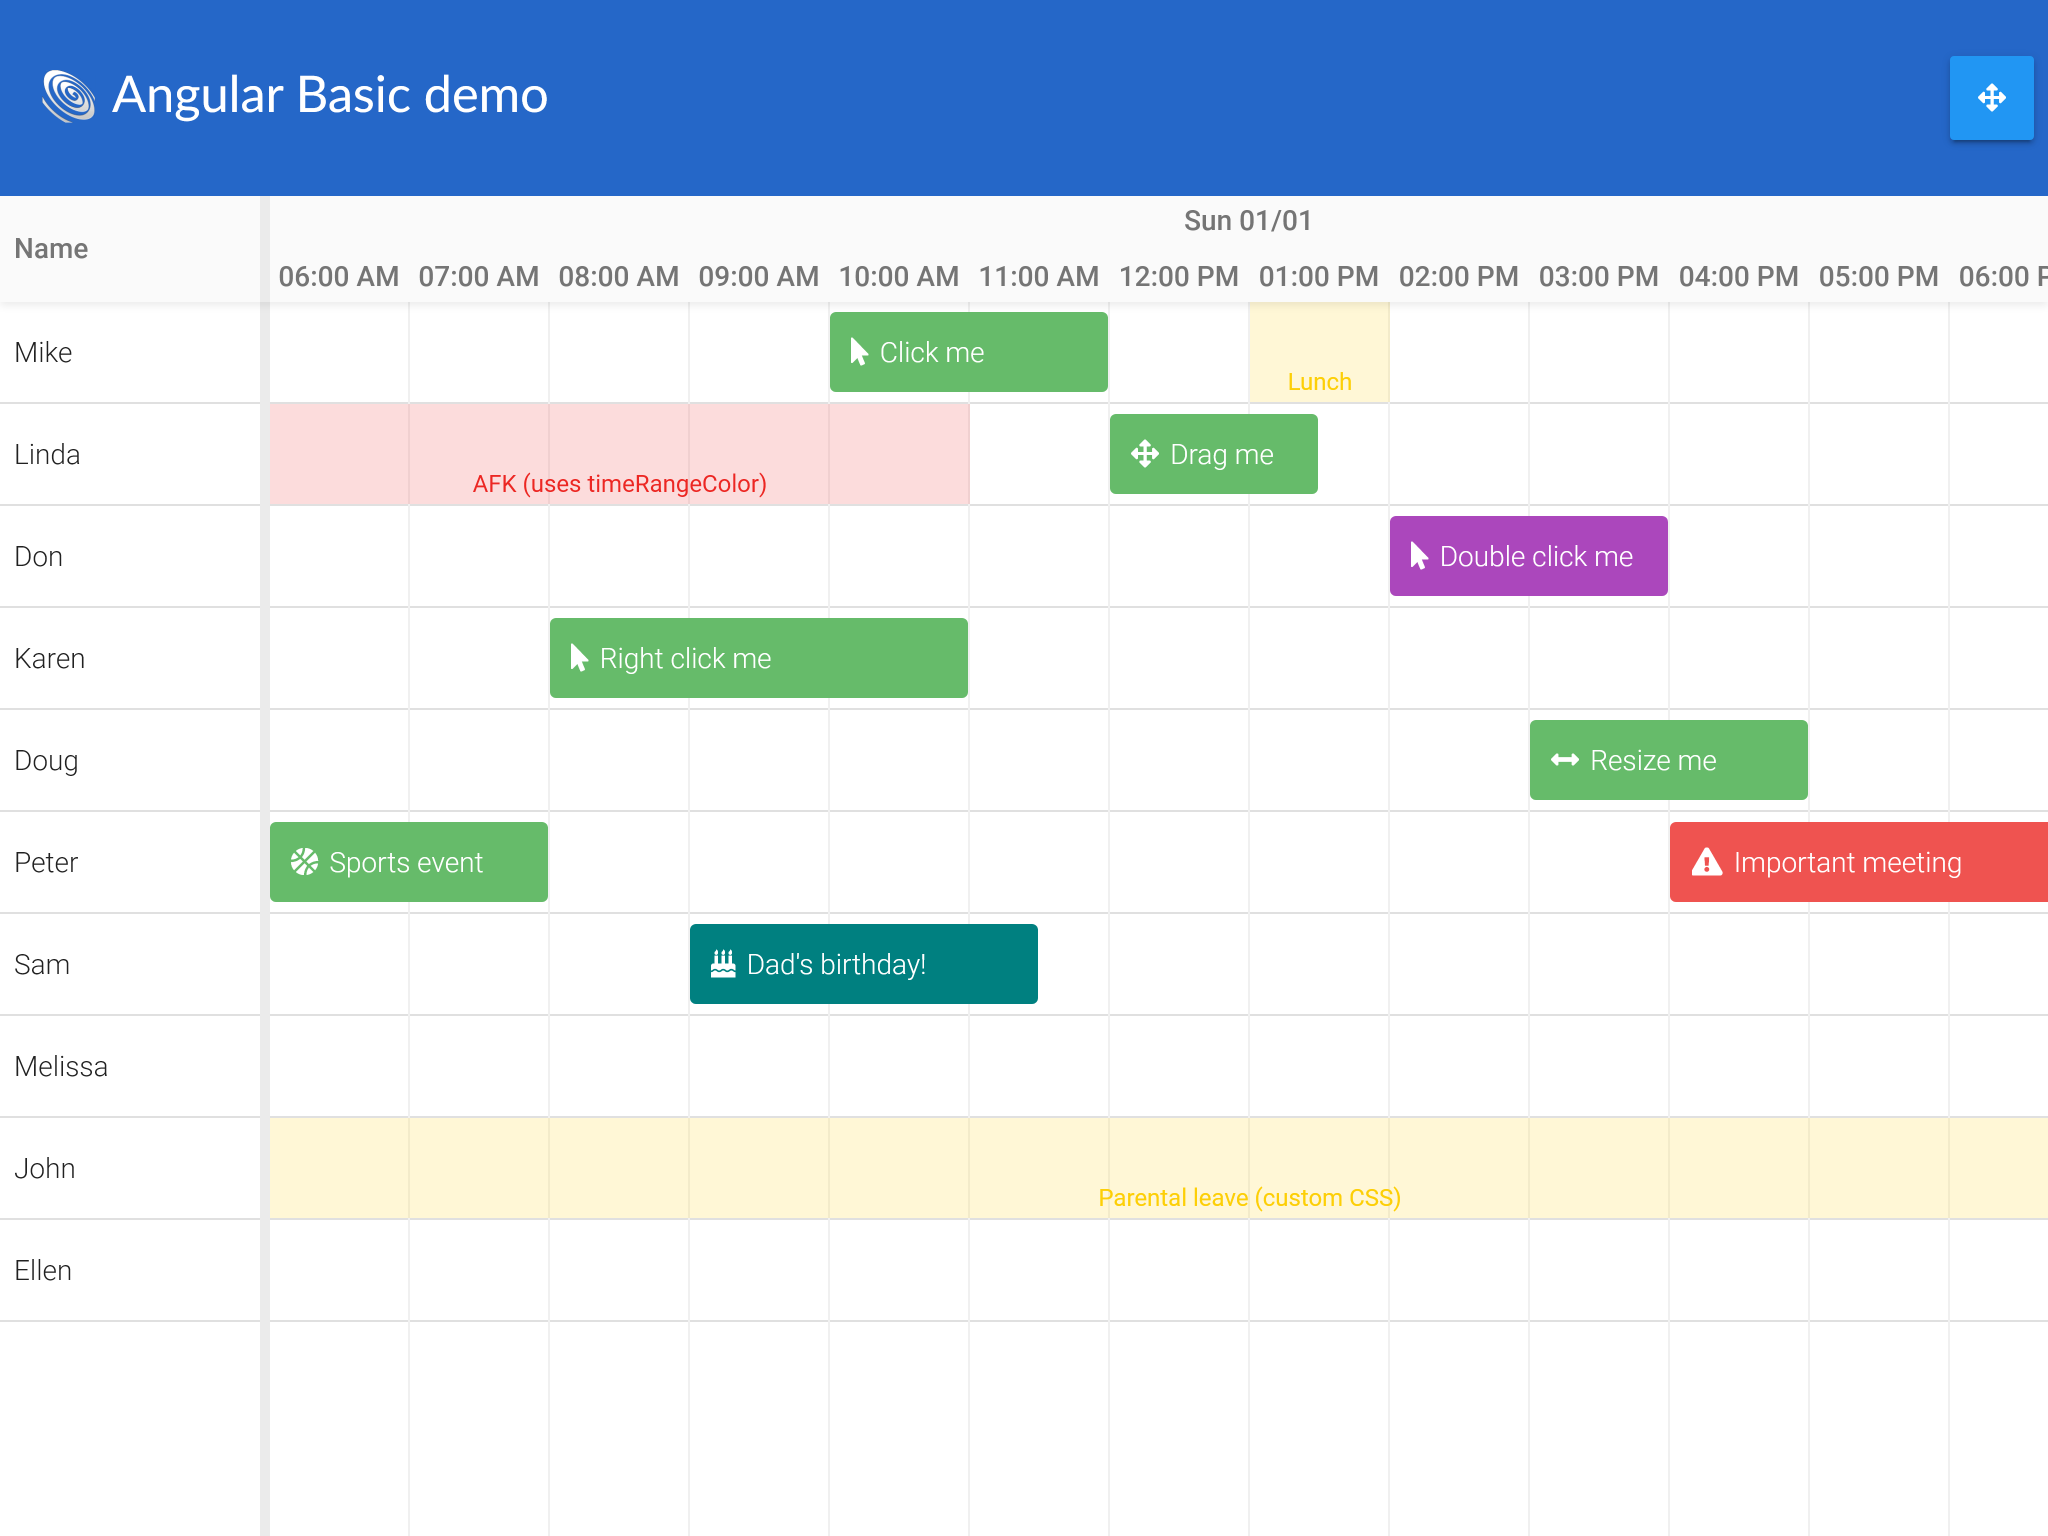 Angular Basic demo
Name
Sun 01/01
06:00 AM 07:00 AM 08:00 AM 09:00 AM 10:00 AM 11:00 AM 12:00 PM 01:00 PM 02:00 PM 03:00 PM 04:00 PM 05:00 PM 06:00 P
Mike
Click me
Lunch
Linda
AFK (uses timeRangeColor)
Drag me
Don
Double click me
Karen
Right click me
Doug
Resize me
Peter
Sports event
Important meeting
Sam
Dad's birthday!
Melissa
John
Parental leave (custom CSS)
Ellen